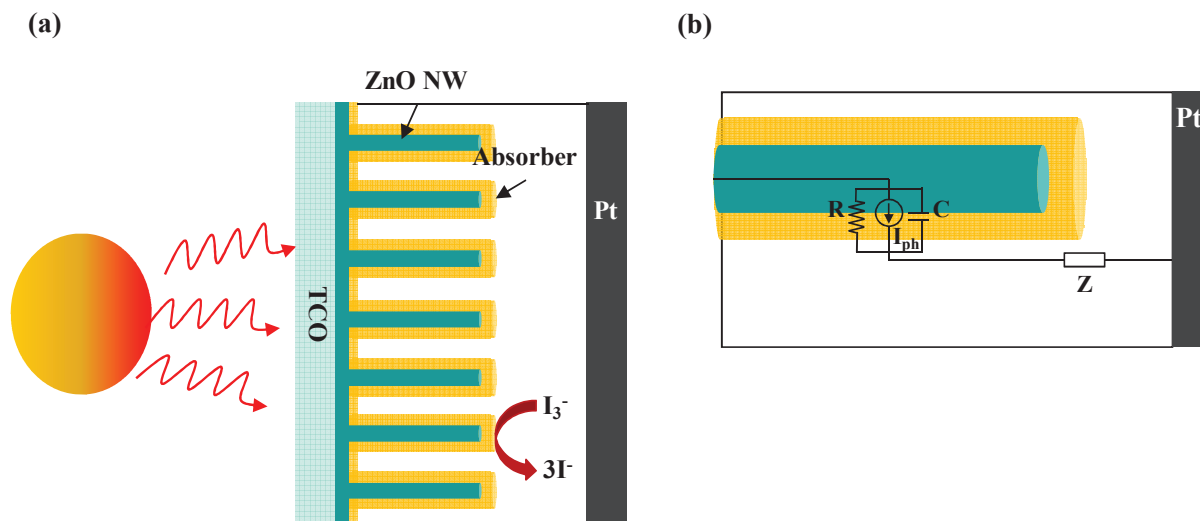 (a)
ZnO NW
Absorber
Pt
TCO
I₃⁻
3I⁻
(b)
Pt
R
C
Iₚₕ
Z